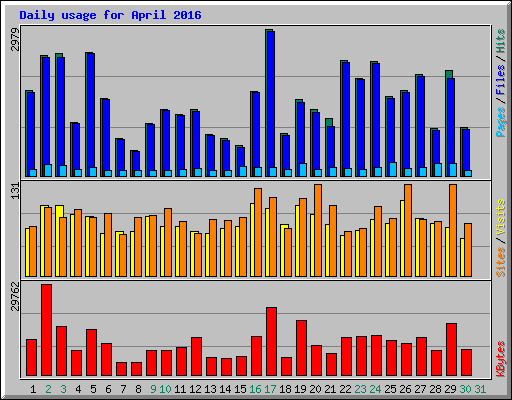 Daily usage for April 2016
2979
Pages / Files / Hits
131
Sites / Visits
29762
KBytes
1 2 3 4 5 6 7 8 9 10 11 12 13 14 15 16 17 18 19 20 21 22 23 24 25 26 27 28 29 30 31